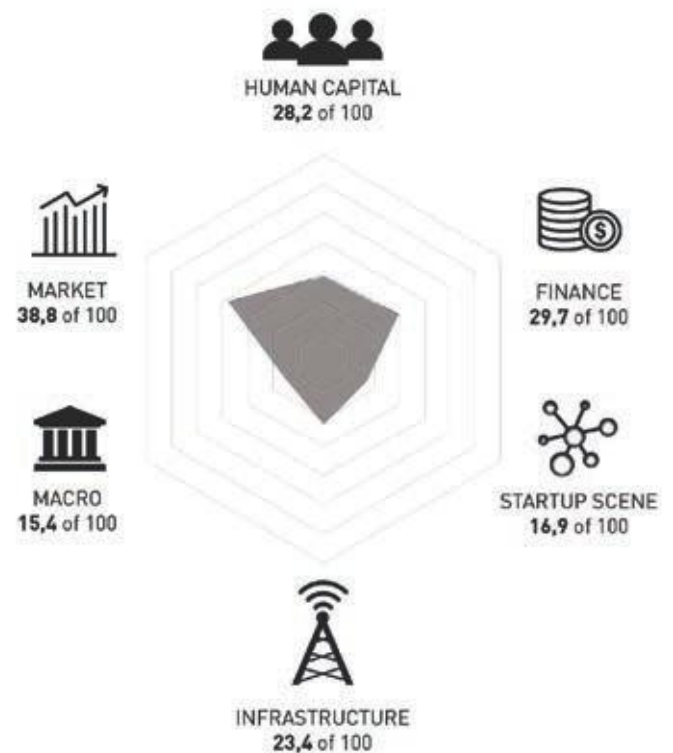 HUMAN CAPITAL
28,2 of 100
MARKET
38,8 of 100
$
FINANCE
29,7 of 100
MACRO
15,4 of 100
STARTUP SCENE
16,9 of 100
INFRASTRUCTURE
23,4 of 100